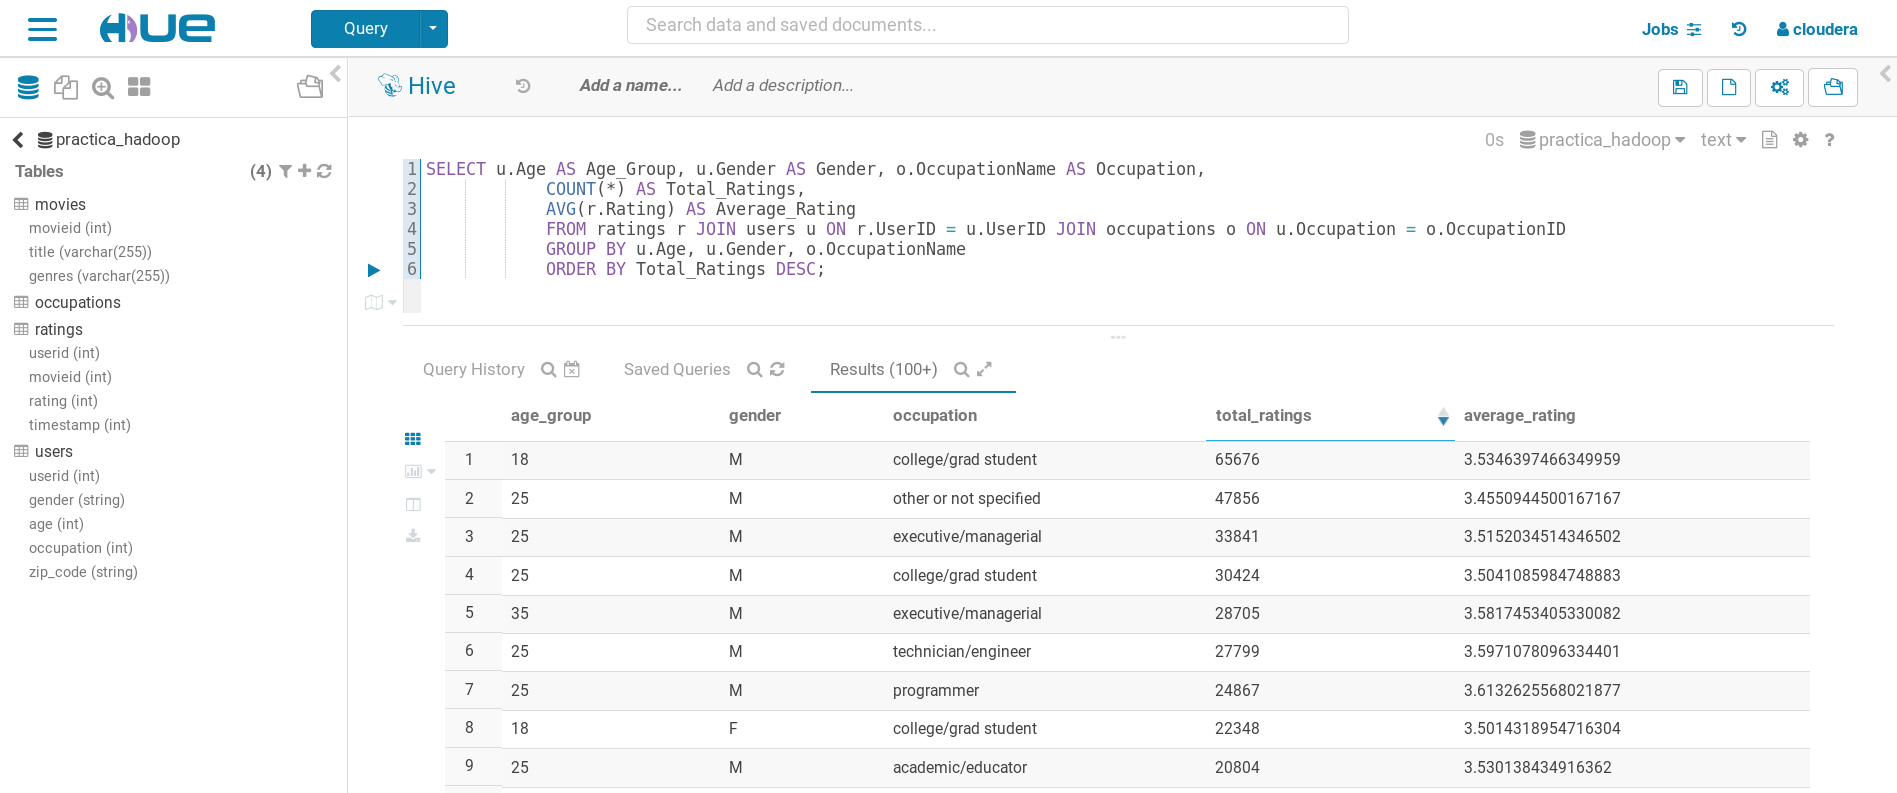 HUE
Query
Search data and saved documents...
Jobs
cloudera
Hive
Add a name...
Add a description...
practica_hadoop
Tables
(4)
movies
movieid (int)
title (varchar(255))
genres (varchar(255))
occupations
ratings
userid (int)
movieid (int)
rating (int)
timestamp (int)
users
userid (int)
gender (string)
age (int)
occupation (int)
zip_code (string)
0s
practica_hadoop
text
?
1 SELECT u.Age AS Age_Group, u.Gender AS Gender, o.OccupationName AS Occupation,
2 COUNT(*) AS Total_Ratings,
3 AVG(r.Rating) AS Average_Rating
4 FROM ratings r JOIN users u ON r.UserID = u.UserID JOIN occupations o ON u.Occupation = o.OccupationID
5 GROUP BY u.Age, u.Gender, o.OccupationName
6 ORDER BY Total_Ratings DESC;
Query History
Saved Queries
Results (100+)
age_group gender occupation total_ratings average_rating
1 18 M college/grad student 65676 3.5346397466349959
2 25 M other or not specified 47856 3.4550944500167167
3 25 M executive/managerial 33841 3.5152034514346502
4 25 M college/grad student 30424 3.5041085984748883
5 35 M executive/managerial 28705 3.5817453405330082
6 25 M technician/engineer 27799 3.5971078096334401
7 25 M programmer 24867 3.6132625568021877
8 18 F college/grad student 22348 3.5014318954716304
9 25 M academic/educator 20804 3.530138434916362